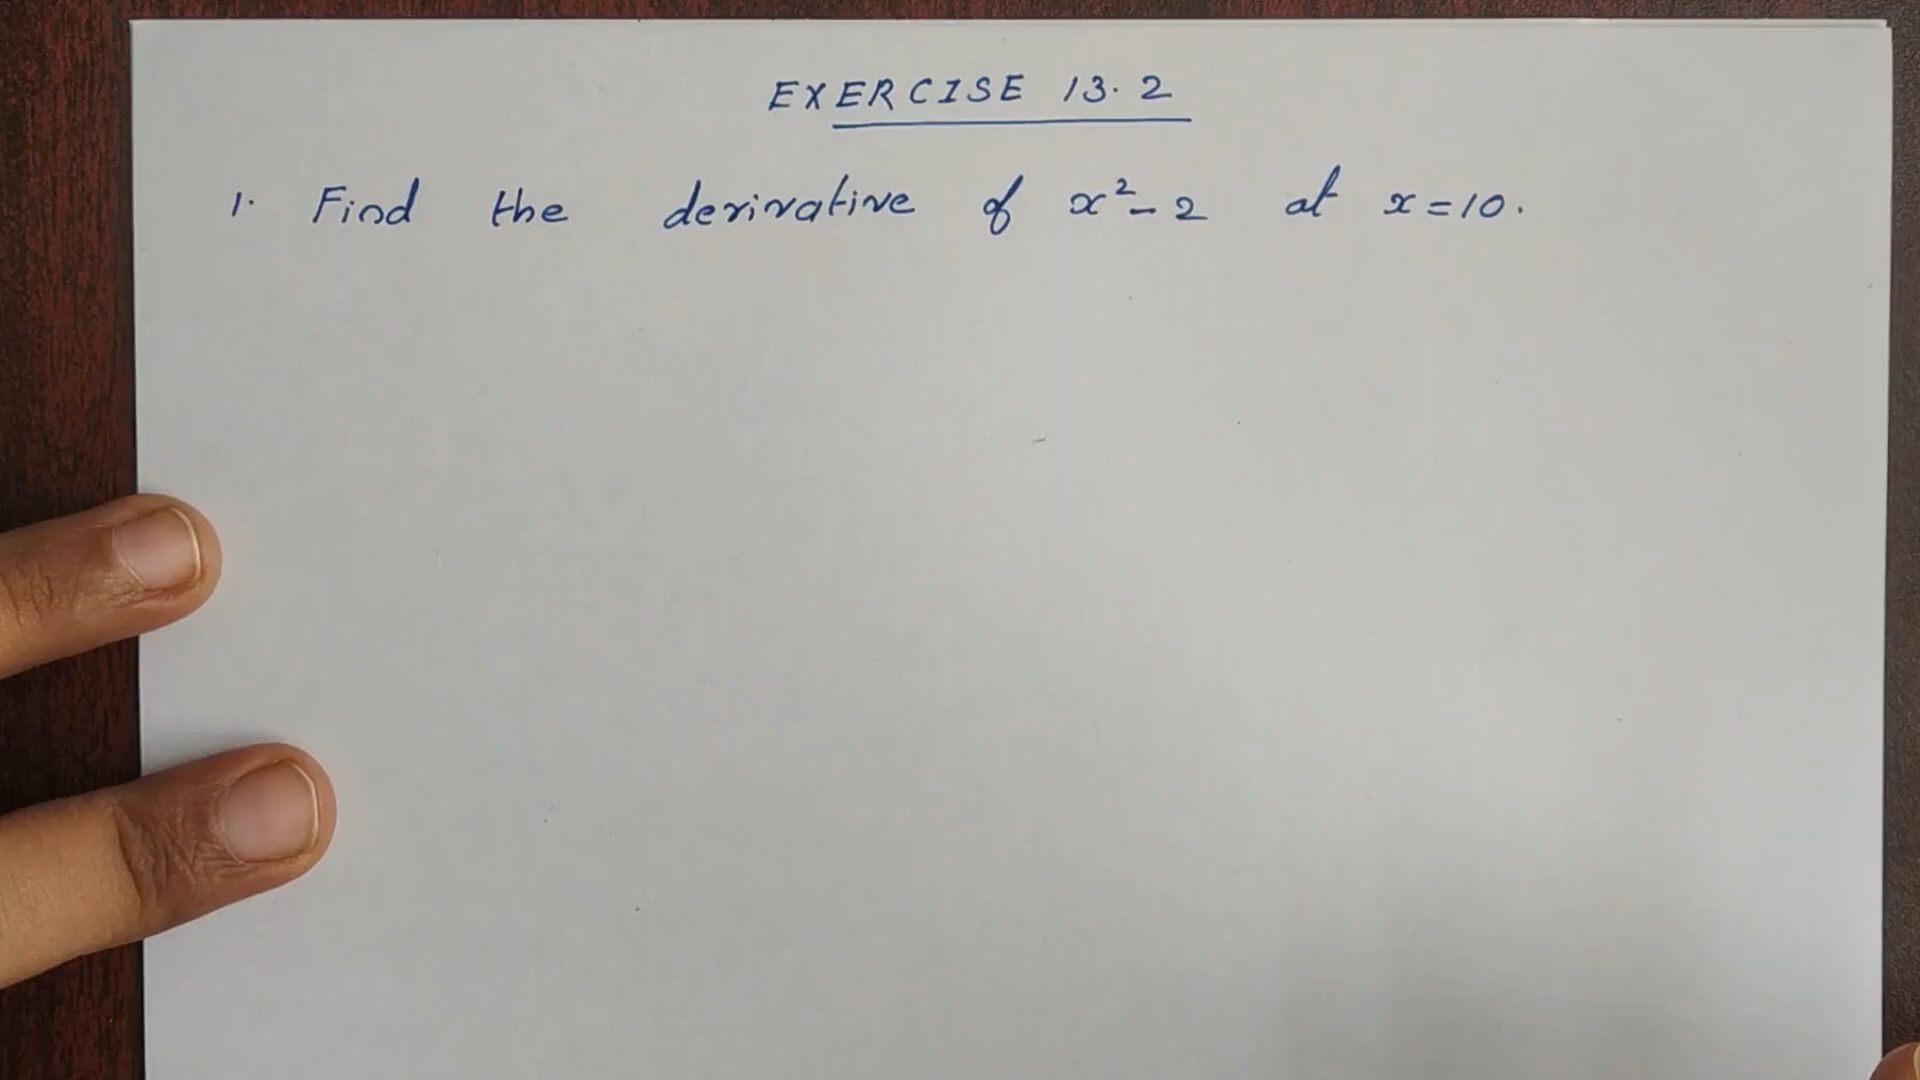 EXERCISE 13.2
1. Find the derivative of x² - 2 at x = 10.